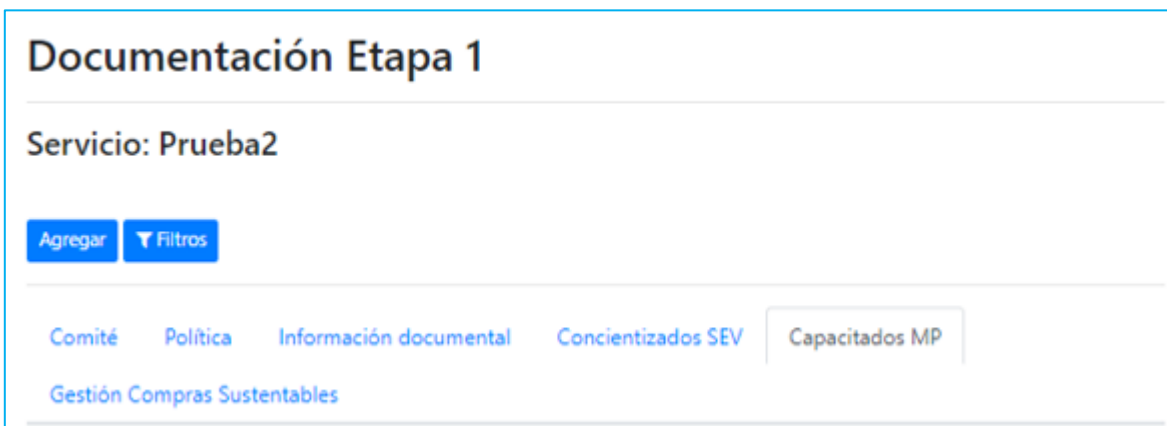 Documentación Etapa 1
Servicio: Prueba2
Agregar Filtros
Comité Política Información documental Concientizados SEV Capacitados MP
Gestión Compras Sustentables